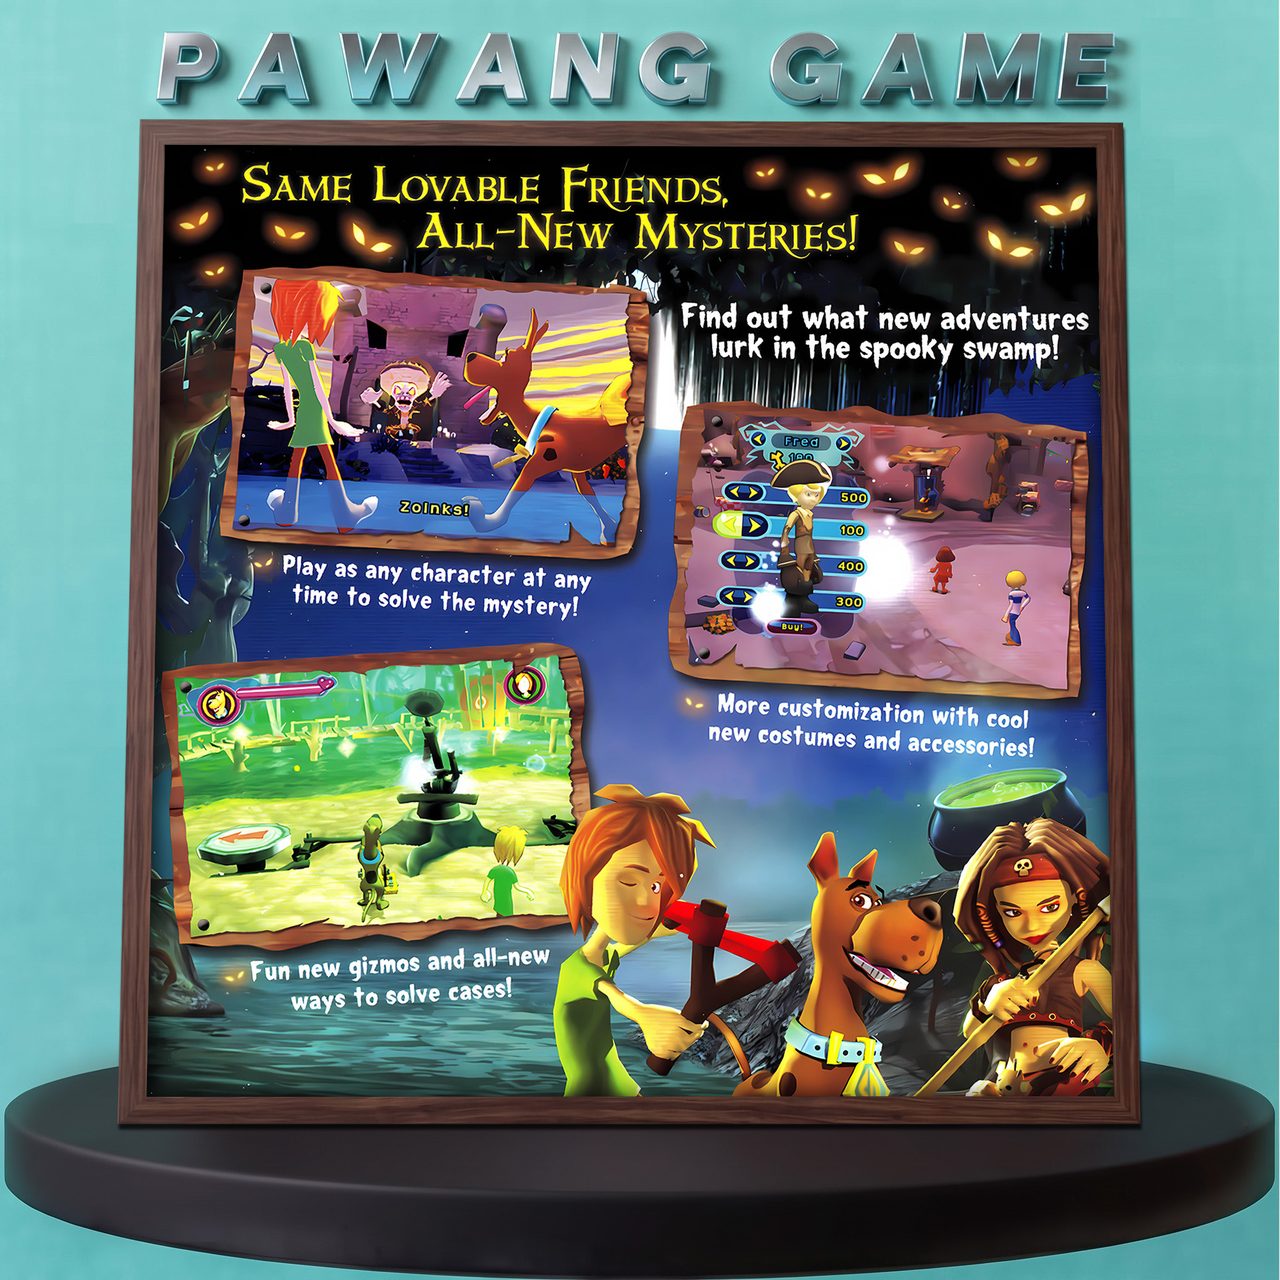 PAWANG GAME
SAME LOVABLE FRIENDS,
ALL-NEW MYSTERIES!
Find out what new adventures
lurk in the spooky swamp!
Zoinks!
Play as any character at any
time to solve the mystery!
Fred
100
500
100
400
300
Buy!
More customization with cool
new costumes and accessories!
Fun new gizmos and all-new
ways to solve cases!